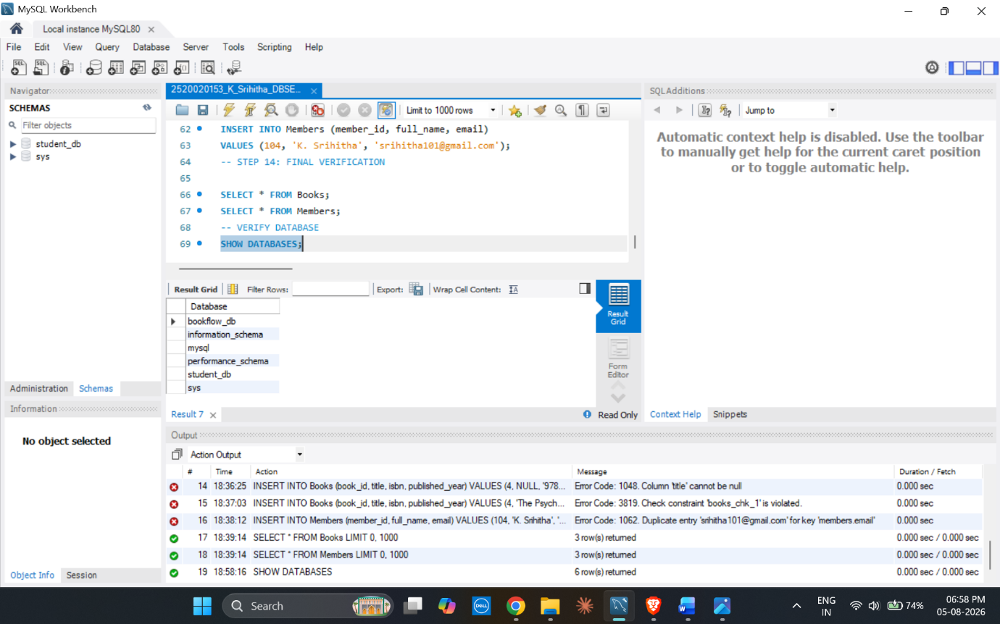 MySQL Workbench
Local instance MySQL80
File Edit View Query Database Server Tools Scripting Help
Navigator
SCHEMAS
Filter objects
student_db
sys
Administration Schemas
Information
No object selected
Object Info Session
2520020153_K_Srihitha_DBSE...
Limit to 1000 rows
62 INSERT INTO Members (member_id, full_name, email)
63 VALUES (104, 'K. Srihitha', 'srihitha101@gmail.com');
64 -- STEP 14: FINAL VERIFICATION
65
66 SELECT * FROM Books;
67 SELECT * FROM Members;
68 -- VERIFY DATABASE
69 SHOW DATABASES;
Result Grid Filter Rows: Export: Wrap Cell Content:
Database
bookflow_db
information_schema
mysql
performance_schema
student_db
sys
Result Grid
Form Editor
Result 7
Read Only
SQLAdditions
Jump to
Automatic context help is disabled. Use the toolbar
to manually get help for the current caret position
or to toggle automatic help.
Context Help Snippets
Output
Action Output
# Time Action Message Duration / Fetch
14 18:36:25 INSERT INTO Books (book_id, title, isbn, published_year) VALUES (4, NULL, '978... Error Code: 1048. Column 'title' cannot be null 0.000 sec
15 18:37:03 INSERT INTO Books (book_id, title, isbn, published_year) VALUES (4, 'The Psych... Error Code: 3819. Check constraint 'books_chk_1' is violated. 0.000 sec
16 18:38:12 INSERT INTO Members (member_id, full_name, email) VALUES (104, 'K. Srihitha', '... Error Code: 1062. Duplicate entry 'srihitha101@gmail.com' for key 'members.email' 0.000 sec
17 18:39:14 SELECT * FROM Books LIMIT 0, 1000 3 row(s) returned 0.000 sec / 0.000 sec
18 18:39:14 SELECT * FROM Members LIMIT 0, 1000 3 row(s) returned 0.000 sec / 0.000 sec
19 18:58:16 SHOW DATABASES 6 row(s) returned 0.000 sec / 0.000 sec
Search
DELL
ENG
IN
74%
06:58 PM
05-08-2026